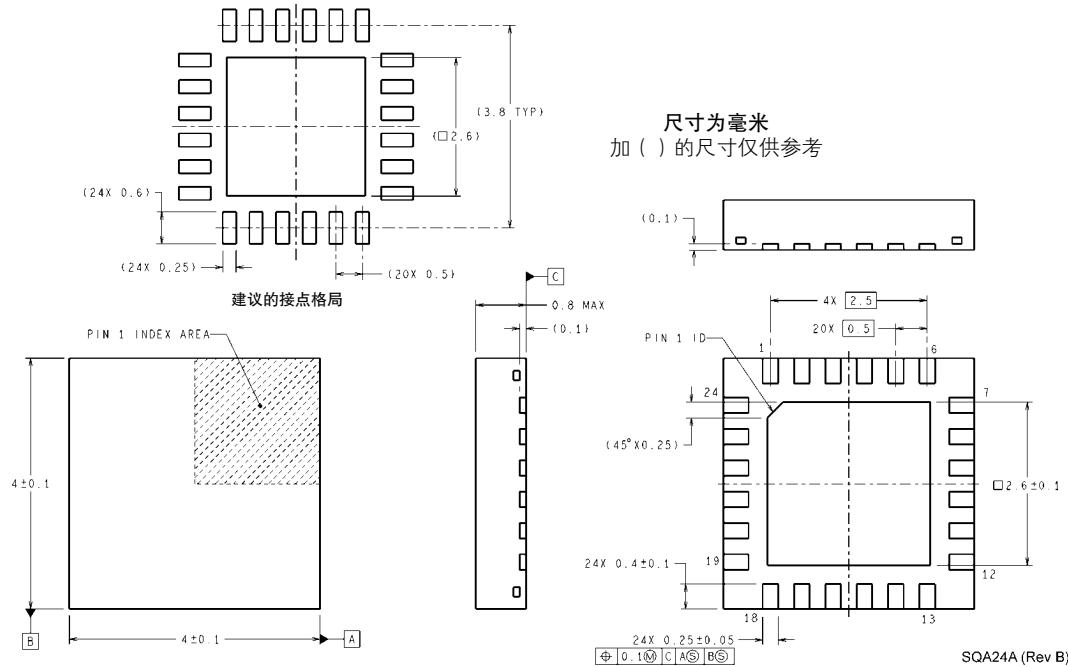 (3.8 TYP)
(□2.6)
尺寸为毫米
加 ( ) 的尺寸仅供参考
(24X 0.6)
(0.1)
(24X 0.25)
(20X 0.5)
建议的接点格局
C
0.8 MAX
(0.1)
4X 2.5
20X 0.5
PIN 1 INDEX AREA
PIN 1 ID
1
6
24
7
(45°X0.25)
4±0.1
□2.6±0.1
24X 0.4±0.1
19
12
18
13
B
4±0.1
A
24X 0.25±0.05
⌖ 0.1Ⓜ C AⓈ BⓈ
SQA24A (Rev B)